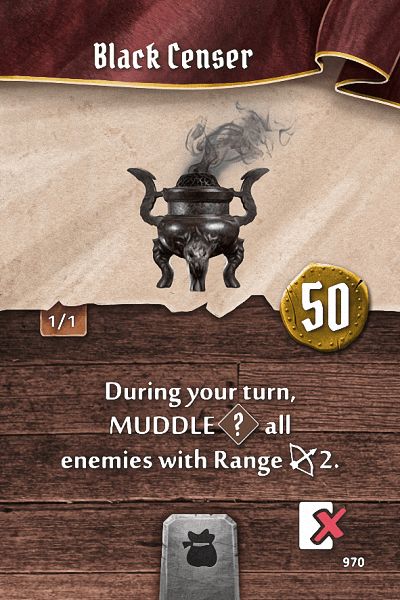 Black Censer
1/1
50
During your turn,
MUDDLE ? all
enemies with Range 2.
970